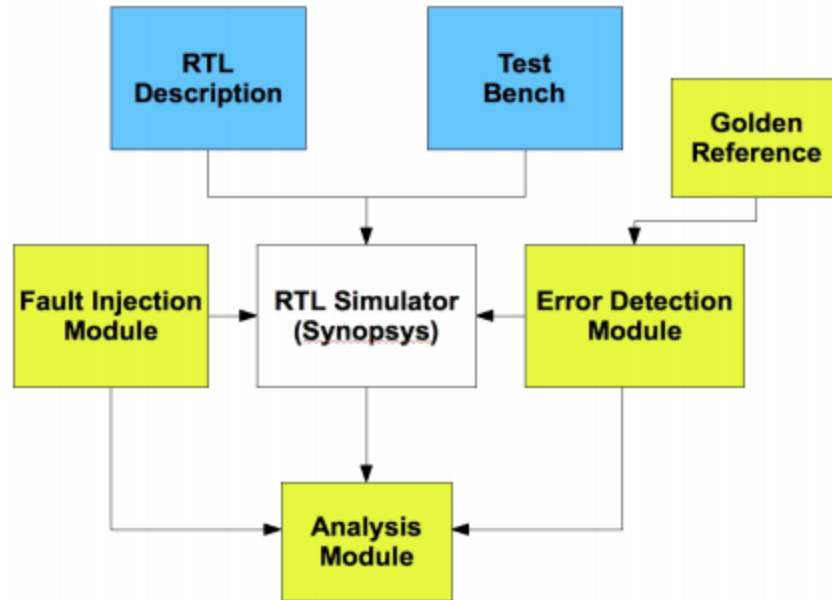 RTL
Description
Test
Bench
Golden
Reference
Fault Injection
Module
RTL Simulator
(Synopsys)
Error Detection
Module
Analysis
Module